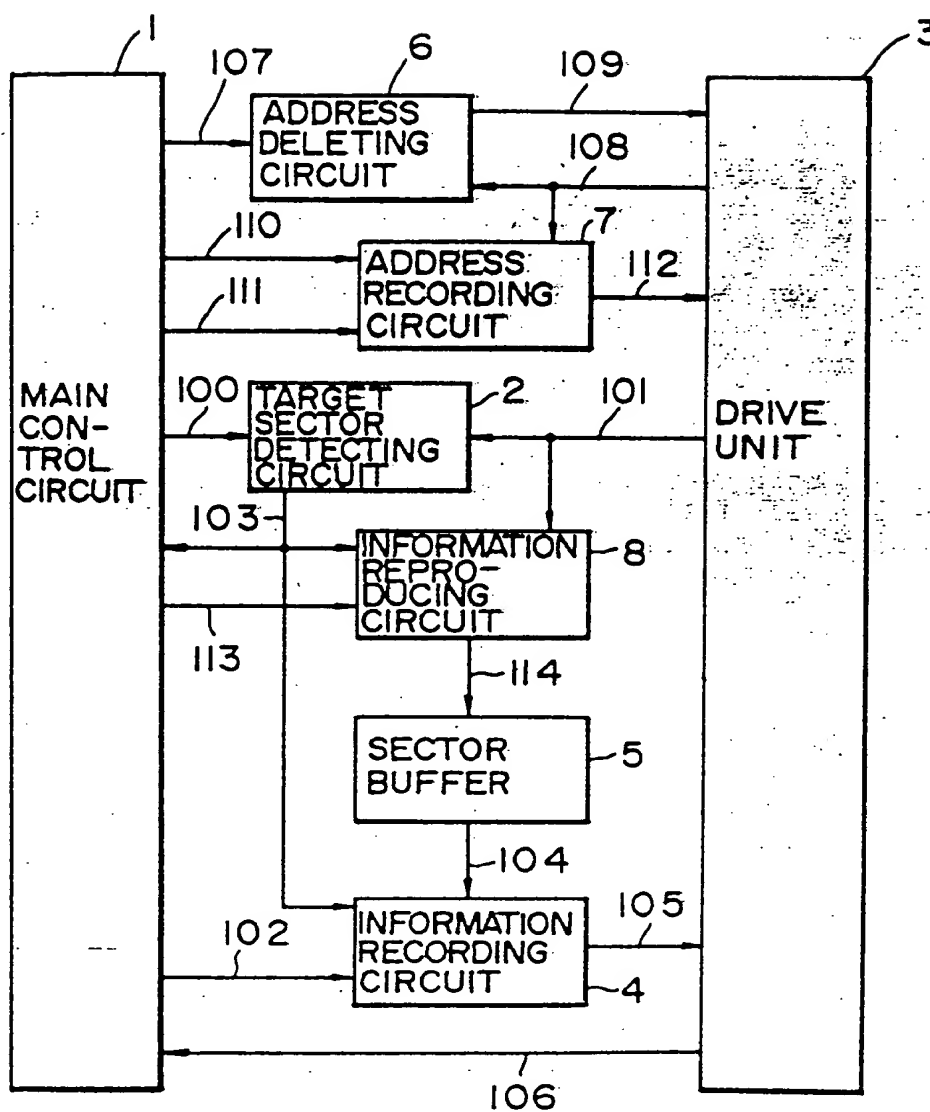 1
3
107
6
109
ADDRESS
DELETING
CIRCUIT
108
110
7
ADDRESS
RECORDING
CIRCUIT
112
111
MAIN
CON-
TROL
CIRCUIT
100
TARGET
SECTOR
DETECTING
CIRCUIT
2
101
DRIVE
UNIT
103
INFORMATION
REPRO-
DUCING
CIRCUIT
8
113
114
SECTOR
BUFFER
5
104
102
INFORMATION
RECORDING
CIRCUIT
105
4
106